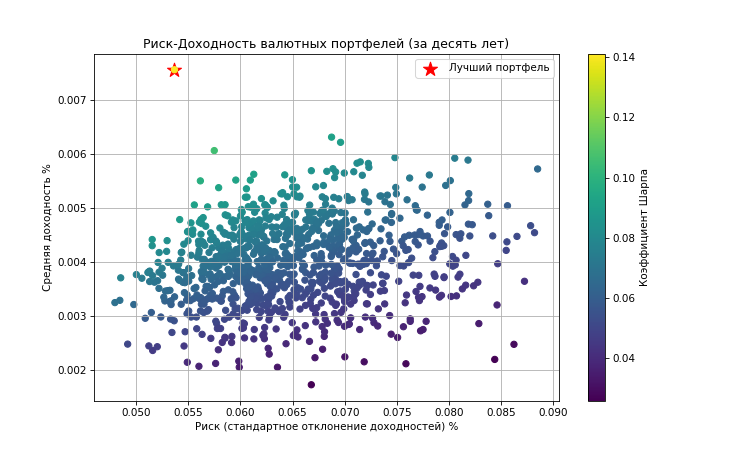 Риск-Доходность валютных портфелей (за десять лет)
Лучший портфель
Средняя доходность %
0.007
0.006
0.005
0.004
0.003
0.002
0.050 0.055 0.060 0.065 0.070 0.075 0.080 0.085 0.090
Риск (стандартное отклонение доходностей) %
0.14
0.12
0.10
0.08
0.06
0.04
Коэффициент Шарпа